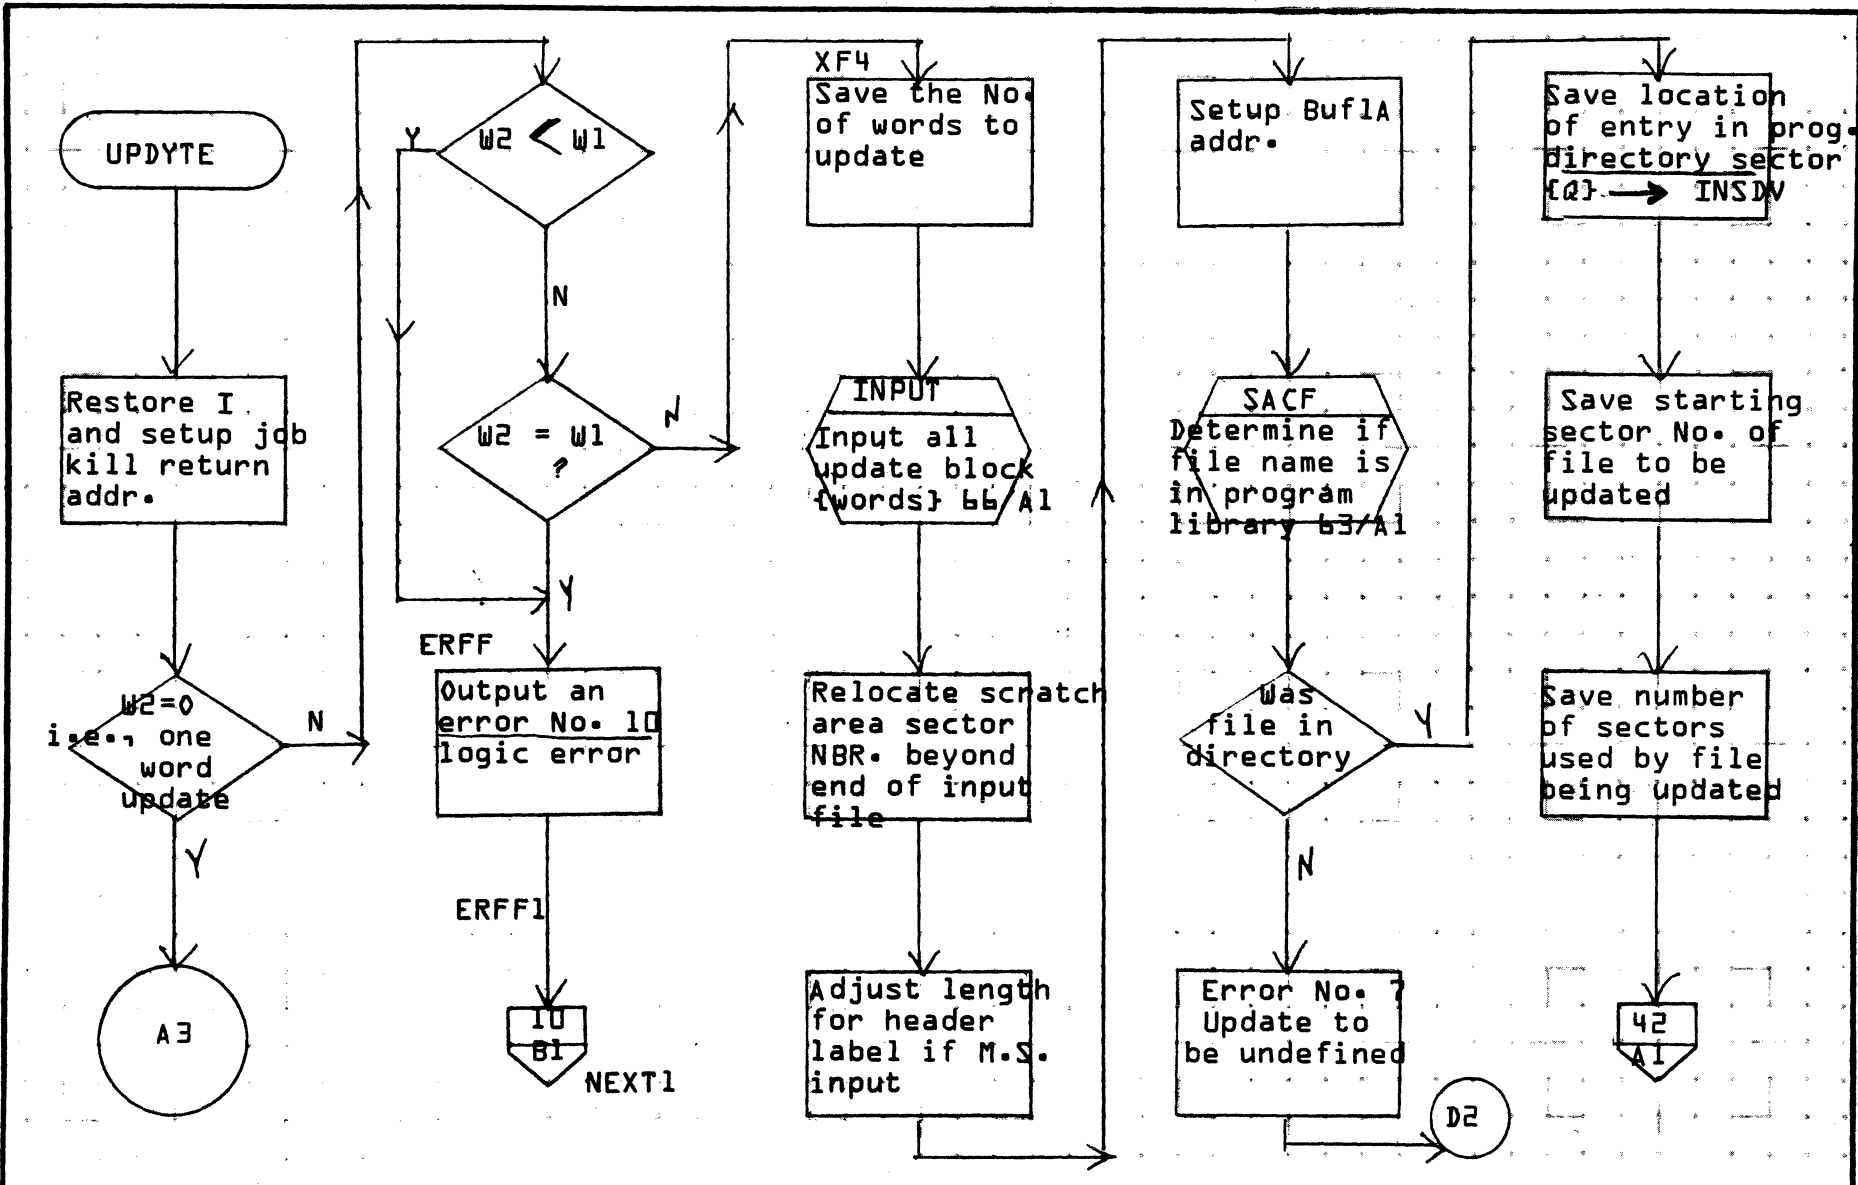 UPDYTE
Restore I
and setup job
kill return
addr.
W2=0
i.e., one
word
update
N
Y
A3
W2 < W1
Y
N
W2 = W1
?
N
Y
ERFF
Output an
error No. 10
logic error
ERFF1
10
B1
NEXT1
XF4
Save the No.
of words to
update
INPUT
Input all
update block
{words} 66/A1
Relocate scratch
area sector
NBR. beyond
end of input
file
Adjust length
for header
label if M.S.
input
Setup Buf1A
addr.
SACF
Determine if
file name is
in program
library 63/A1
Was
file in
directory
Y
N
Error No. 7
Update to
be undefined
D2
Save location
of entry in prog.
directory sector
{Q} → INSDV
Save starting
sector No. of
file to be
updated
Save number
of sectors
used by file
being updated
42
A1